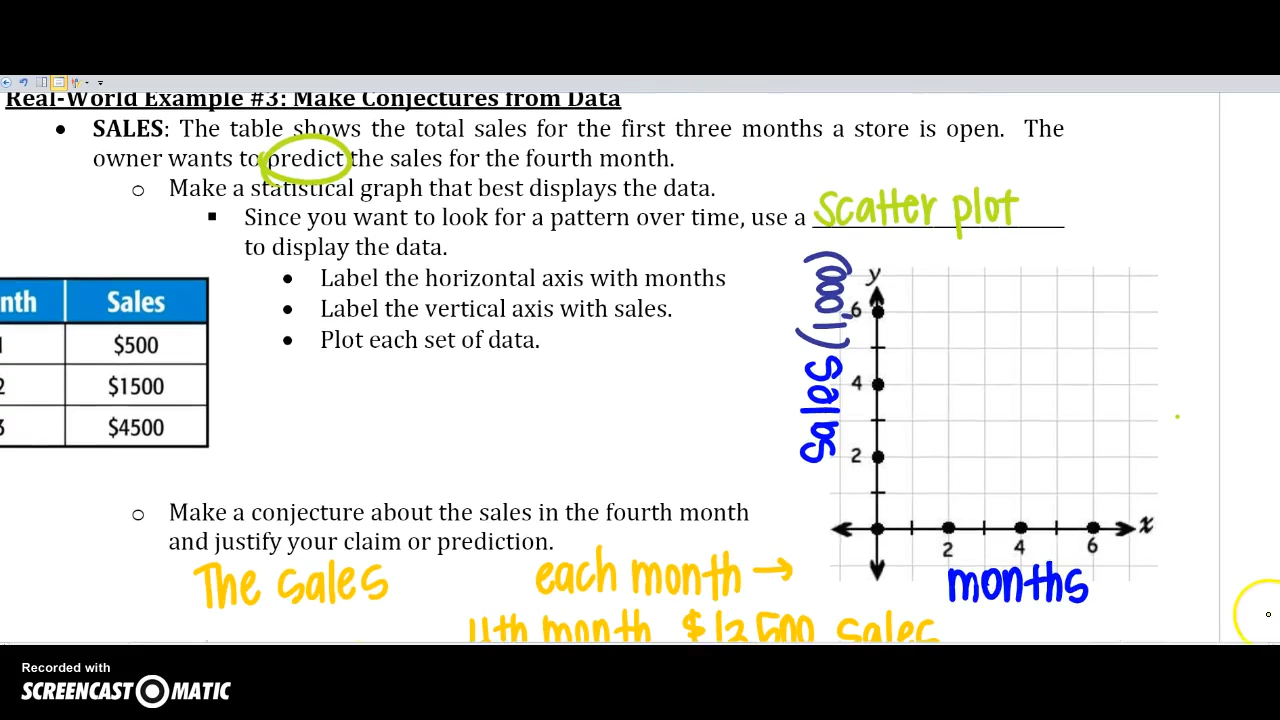 Real-World Example #3: Make Conjectures from Data
• SALES: The table shows the total sales for the first three months a store is open. The
owner wants to predict the sales for the fourth month.
o Make a statistical graph that best displays the data.
▪ Since you want to look for a pattern over time, use a scatter plot
to display the data.
• Label the horizontal axis with months
• Label the vertical axis with sales.
• Plot each set of data.
nth Sales
1 $500
2 $1500
3 $4500
sales (1,000)
y
6
4
2
2 4 6 x
months
o Make a conjecture about the sales in the fourth month
and justify your claim or prediction.
The sales each month →
4th month $13,500 sales
Recorded with
SCREENCAST O MATIC